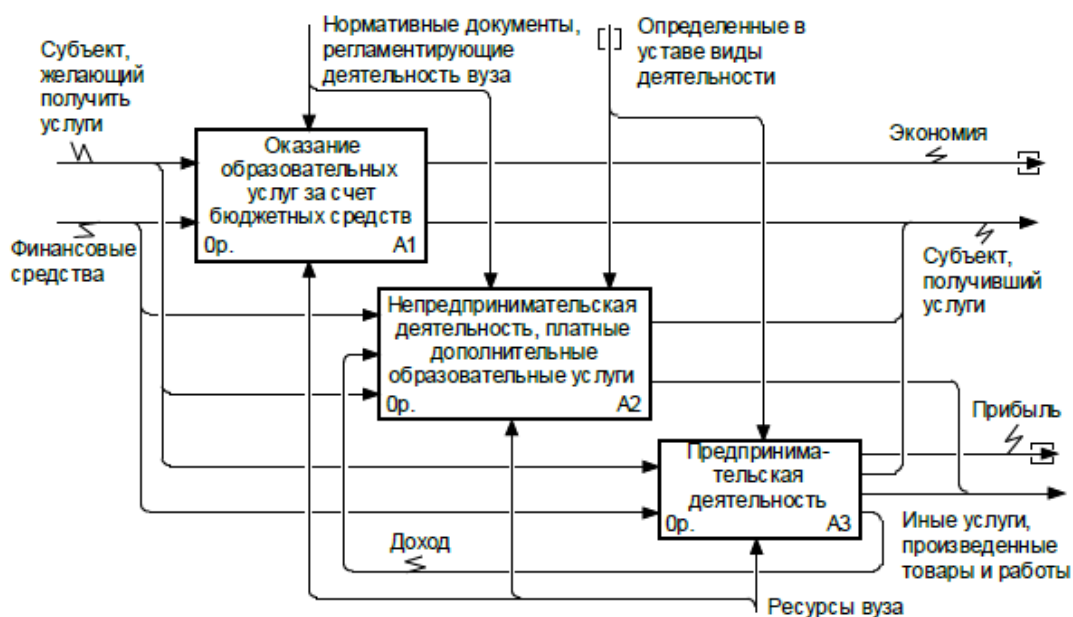 Субъект,
желающий
получить
услуги
Нормативные документы,
регламентирующие
деятельность вуза
Определенные в
уставе виды
деятельности
Оказание
образовательных
услуг за счет
бюджетных средств
0р. A1
Экономия
Финансовые
средства
Субъект,
получивший
услуги
Непредпринимательская
деятельность, платные
дополнительные
образовательные услуги
0р. A2
Прибыль
Предпринима-
тельская
деятельность
0р. A3
Иные услуги,
произведенные
товары и работы
Доход
Ресурсы вуза